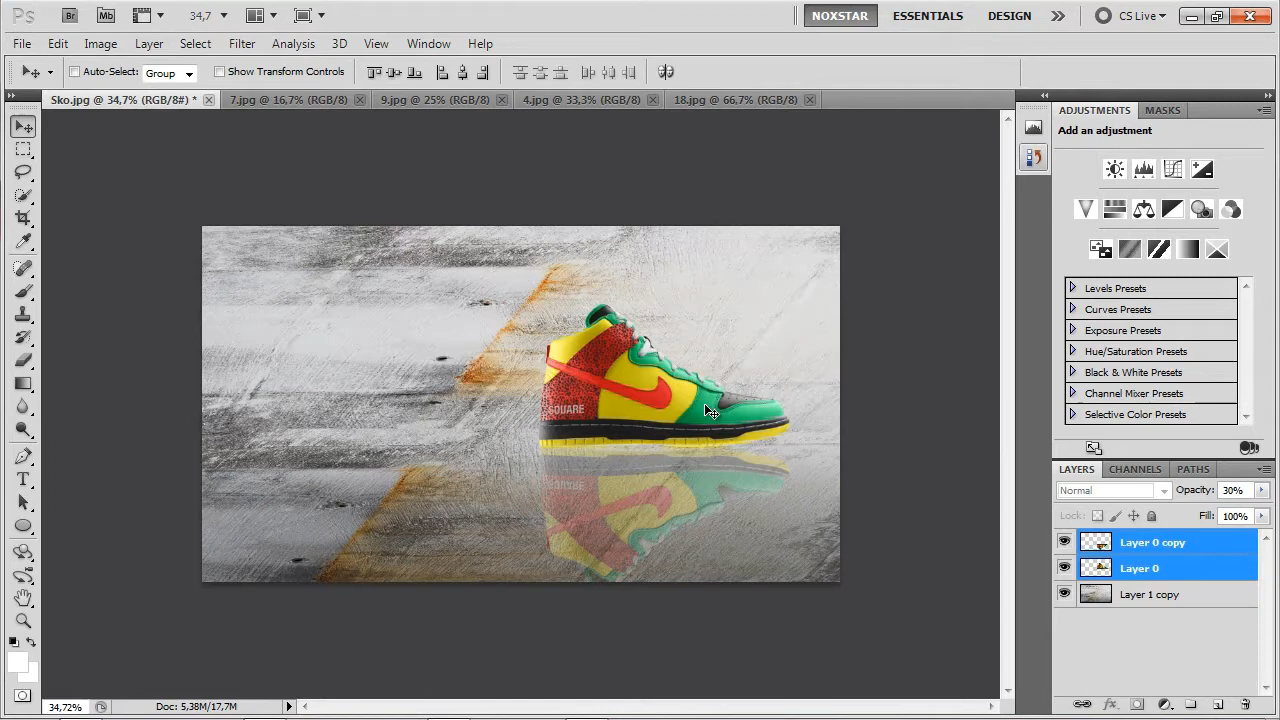 Ps Br Mb 34,7 NOXSTAR ESSENTIALS DESIGN CS Live
File Edit Image Layer Select Filter Analysis 3D View Window Help
Auto-Select: Group Show Transform Controls
Sko.jpg @ 34,7% (RGB/8#) * 7.jpg @ 16,7% (RGB/8) 9.jpg @ 25% (RGB/8) 4.jpg @ 33,3% (RGB/8) 18.jpg @ 66,7% (RGB/8)
ADJUSTMENTS MASKS
Add an adjustment
Levels Presets
Curves Presets
Exposure Presets
Hue/Saturation Presets
Black & White Presets
Channel Mixer Presets
Selective Color Presets
SQUARE
LAYERS CHANNELS PATHS
Normal Opacity: 30%
Lock: Fill: 100%
Layer 0 copy
Layer 0
Layer 1 copy
34,72% Doc: 5,38M/17,7M